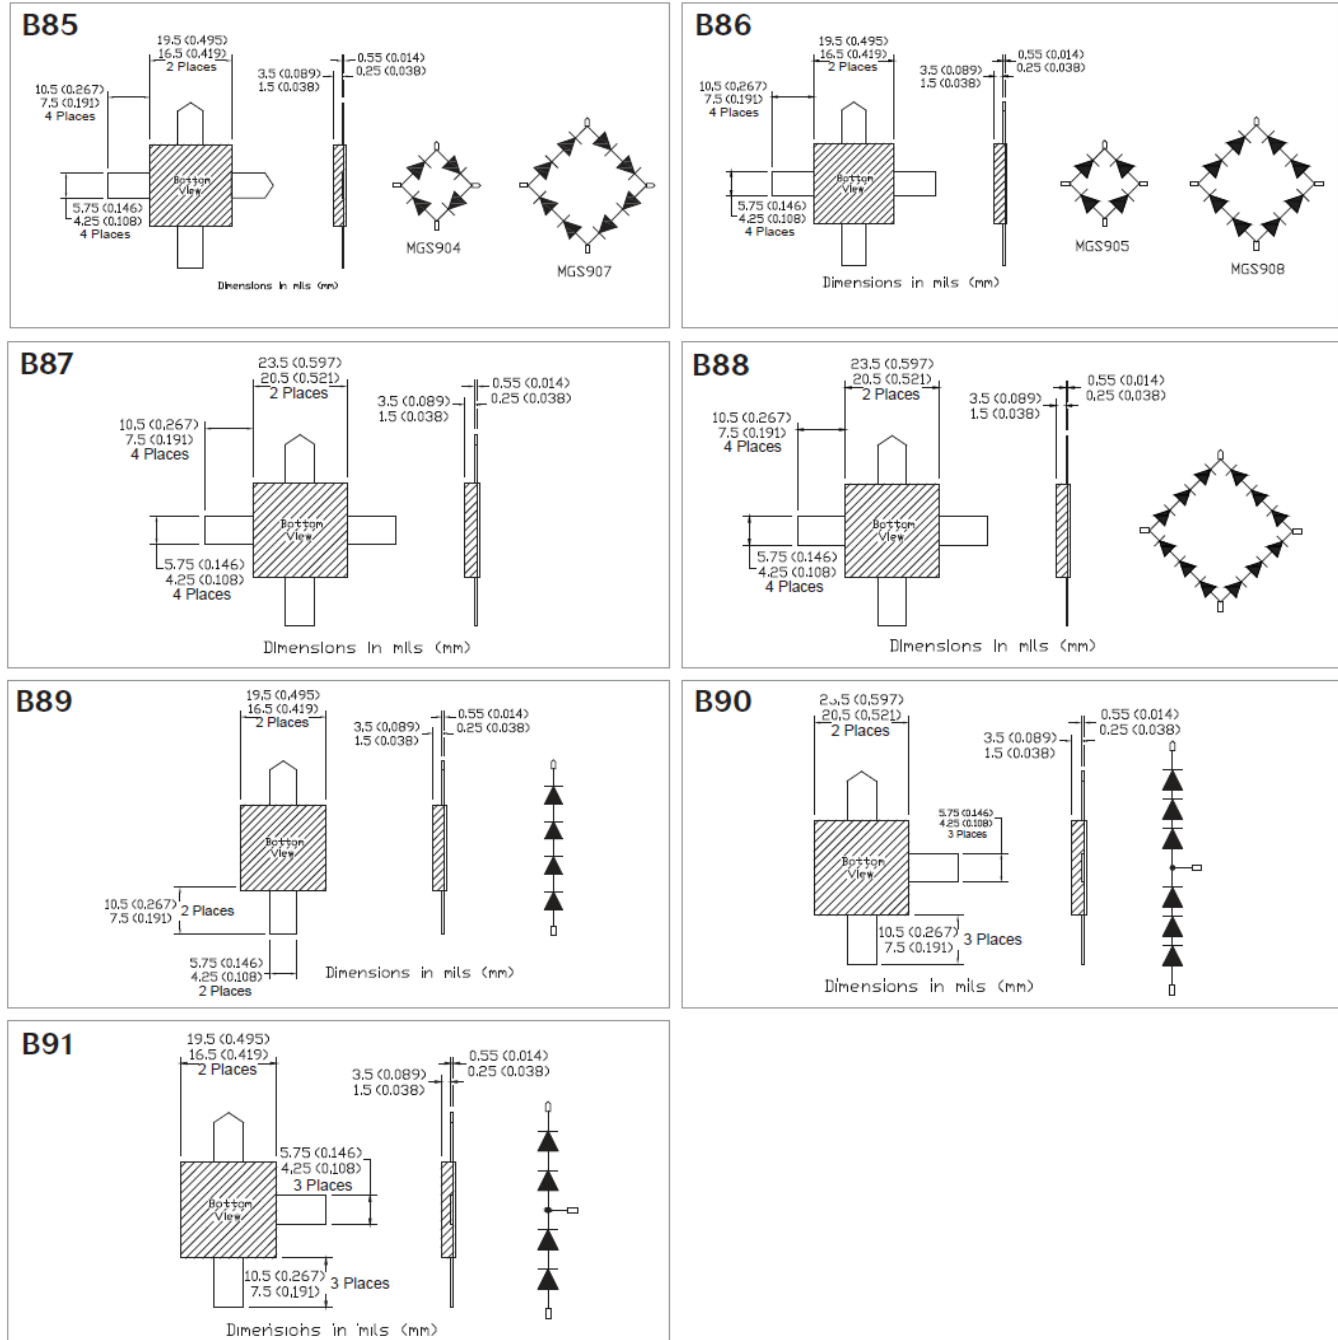 B85
19.5 (0.495)
16.5 (0.419)
2 Places
0.55 (0.014)
0.25 (0.038)
3.5 (0.089)
1.5 (0.038)
10.5 (0.267)
7.5 (0.191)
4 Places
Bottom
View
5.75 (0.146)
4.25 (0.108)
4 Places
MGS904
MGS907
Dimensions in mils (mm)
B86
19.5 (0.495)
16.5 (0.419)
2 Places
0.55 (0.014)
0.25 (0.038)
3.5 (0.089)
1.5 (0.038)
10.5 (0.267)
7.5 (0.191)
4 Places
Bottom
View
5.75 (0.146)
4.25 (0.108)
4 Places
MGS905
MGS908
Dimensions in mils (mm)
B87
23.5 (0.597)
20.5 (0.521)
2 Places
0.55 (0.014)
0.25 (0.038)
3.5 (0.089)
1.5 (0.038)
10.5 (0.267)
7.5 (0.191)
4 Places
Bottom
View
5.75 (0.146)
4.25 (0.108)
4 Places
Dimensions in mils (mm)
B88
23.5 (0.597)
20.5 (0.521)
2 Places
0.55 (0.014)
0.25 (0.038)
3.5 (0.089)
1.5 (0.038)
10.5 (0.267)
7.5 (0.191)
4 Places
Bottom
View
5.75 (0.146)
4.25 (0.108)
4 Places
Dimensions in mils (mm)
B89
19.5 (0.495)
16.5 (0.419)
2 Places
0.55 (0.014)
0.25 (0.038)
3.5 (0.089)
1.5 (0.038)
Bottom
View
10.5 (0.267)
7.5 (0.191)
2 Places
5.75 (0.146)
4.25 (0.108)
2 Places
Dimensions in mils (mm)
B90
(0.597)
20.5 (0.521)
2 Places
0.55 (0.014)
0.25 (0.038)
3.5 (0.089)
1.5 (0.038)
5.75 (0.146)
4.25 (0.108)
3 Places
Bottom
View
10.5 (0.267)
7.5 (0.191)
3 Places
Dimensions in mils (mm)
B91
19.5 (0.495)
16.5 (0.419)
2 Places
0.55 (0.014)
0.25 (0.038)
3.5 (0.089)
1.5 (0.038)
5.75 (0.146)
4.25 (0.108)
3 Places
Bottom
View
10.5 (0.267)
7.5 (0.191)
3 Places
Dimensions in mils (mm)